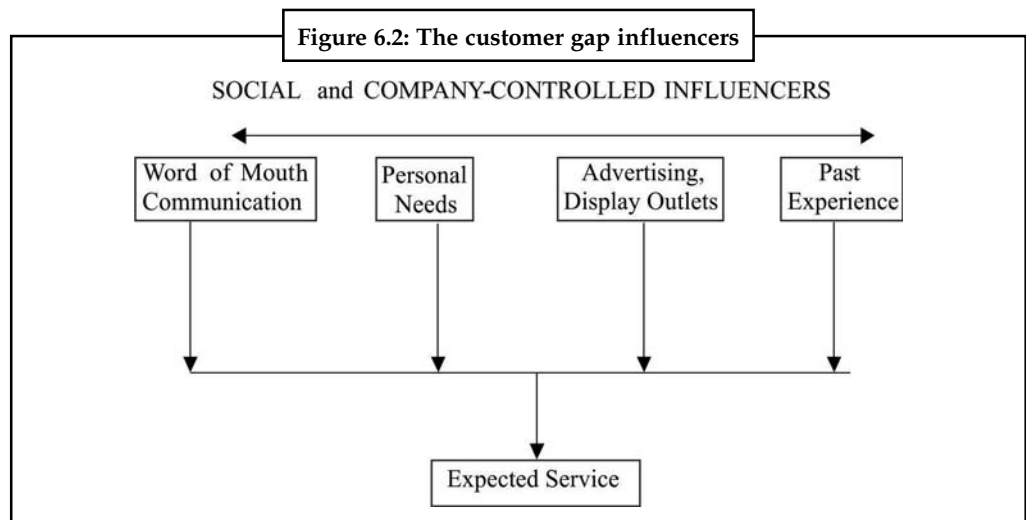 Figure 6.2: The customer gap influencers
SOCIAL and COMPANY-CONTROLLED INFLUENCERS
Word of Mouth
Communication
Personal
Needs
Advertising,
Display Outlets
Past
Experience
Expected Service